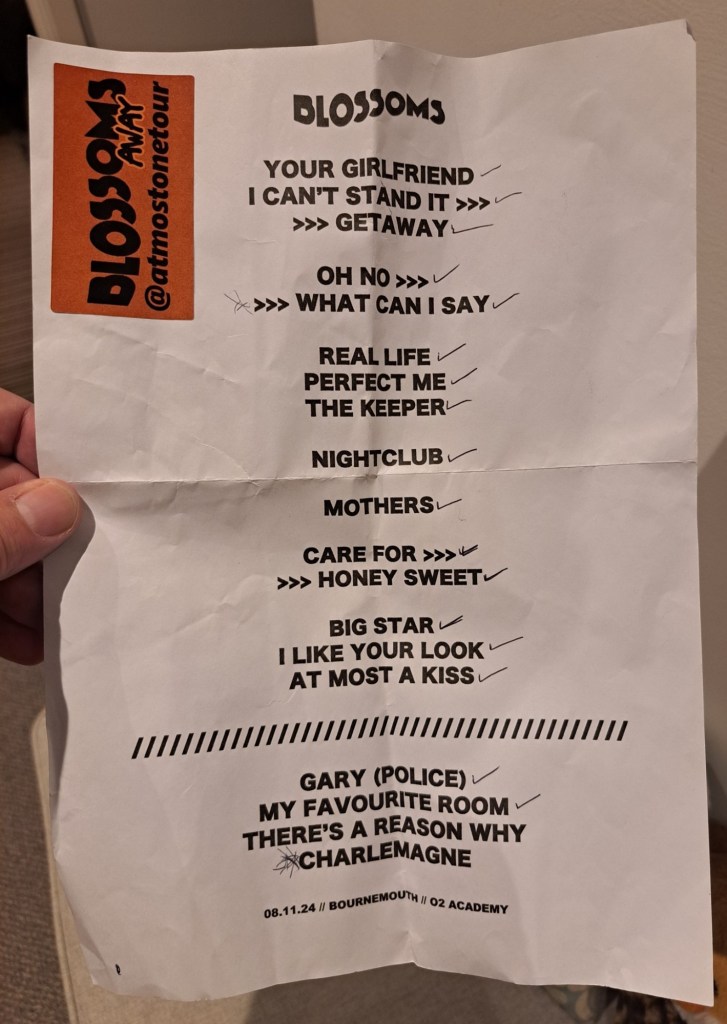 BLOSSOMS
AWAY
@atmostonetour
BLOSSOMS
YOUR GIRLFRIEND
I CAN'T STAND IT >>>
>>> GETAWAY
OH NO >>>
>>> WHAT CAN I SAY
REAL LIFE
PERFECT ME
THE KEEPER
NIGHTCLUB
MOTHERS
CARE FOR >>>
>>> HONEY SWEET
BIG STAR
I LIKE YOUR LOOK
AT MOST A KISS
////////////////////////////////////////////
GARY (POLICE)
MY FAVOURITE ROOM
THERE'S A REASON WHY
CHARLEMAGNE
08.11.24 // BOURNEMOUTH // O2 ACADEMY